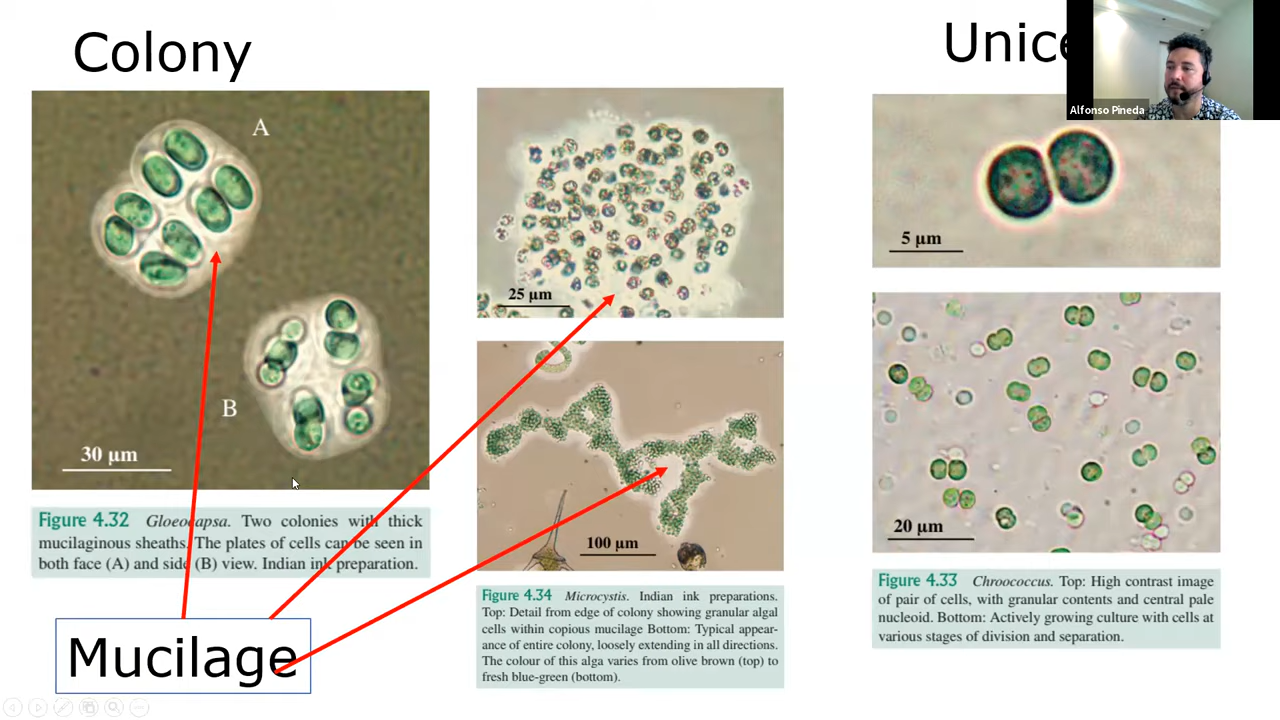 Colony
Unice
Alfonso Pineda
A
B
30 µm
Figure 4.32 Gloeocapsa. Two colonies with thick
mucilaginous sheaths. The plates of cells can be seen in
both face (A) and side (B) view. Indian ink preparation.
Mucilage
25 µm
100 µm
Figure 4.34 Microcystis. Indian ink preparations.
Top: Detail from edge of colony showing granular algal
cells within copious mucilage Bottom: Typical appear-
ance of entire colony, loosely extending in all directions.
The colour of this alga varies from olive brown (top) to
fresh blue-green (bottom).
5 µm
20 µm
Figure 4.33 Chroococcus. Top: High contrast image
of pair of cells, with granular contents and central pale
nucleoid. Bottom: Actively growing culture with cells at
various stages of division and separation.